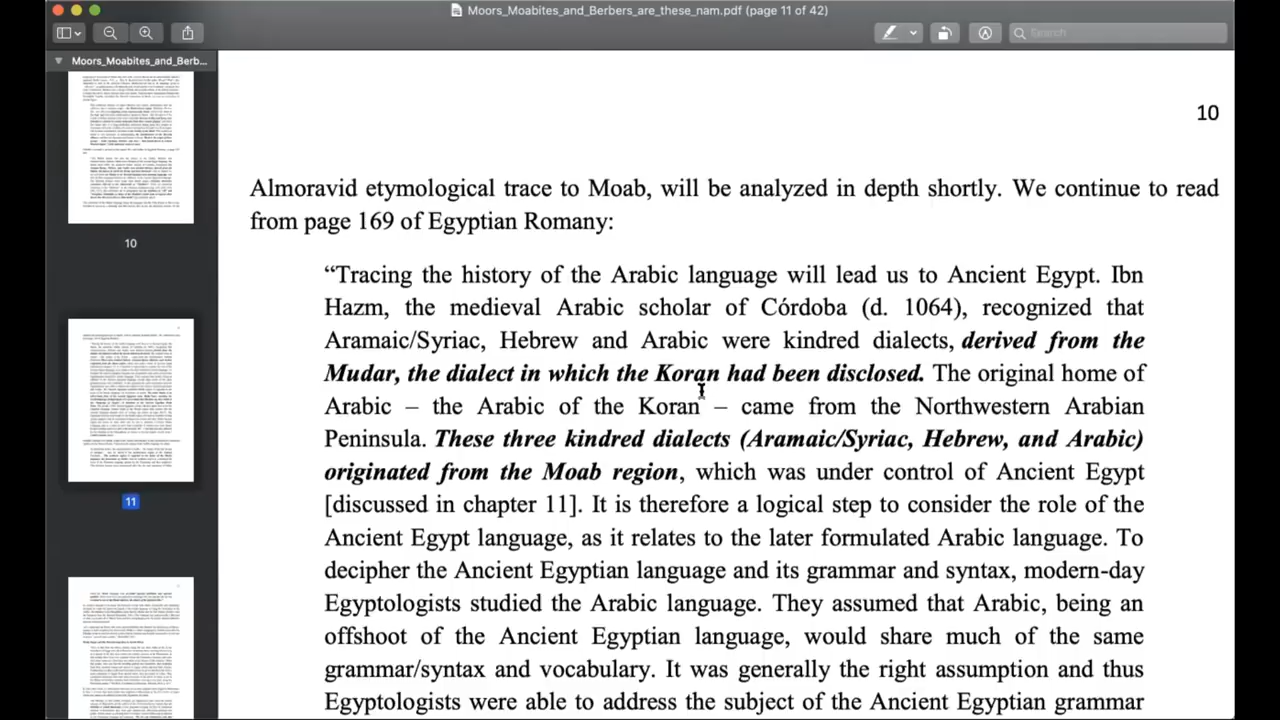 Moors_Moabites_and_Berbers_are_these_nam.pdf (page 11 of 42)
Search
Moors_Moabites_and_Berb...
10
11
10
Almoravid etymological trace to Moab, will be analyzed in depth shortly. We continue to read
from page 169 of Egyptian Romany:
“Tracing the history of the Arabic language will lead us to Ancient Egypt. Ibn
Hazm, the medieval Arabic scholar of Córdoba (d. 1064), recognized that
Aramaic/Syriac, Hebrew and Arabic were kindred dialects, derived from the
Mudar, the dialect in which the Koran had been disclosed. The original home of
Arabic – the Arabic of the Koran – came from the Northwestern Arabian
Peninsula. These three kindred dialects (Aramaic/Syriac, Hebrew, and Arabic)
originated from the Moab region, which was under control of Ancient Egypt
[discussed in chapter 11]. It is therefore a logical step to consider the role of the
Ancient Egypt language, as it relates to the later formulated Arabic language. To
decipher the Ancient Egyptian language and its grammar and syntax, modern-day
Egyptologists studied the Arabic language. They assumed that Arabic being an
offshoot of the Ancient Egyptian language would share much of the same
grammar, syntax and vocabulary. It was generally a right assumption and thus
Egyptologists were able to address the subjects of the Ancient Egyptian grammar